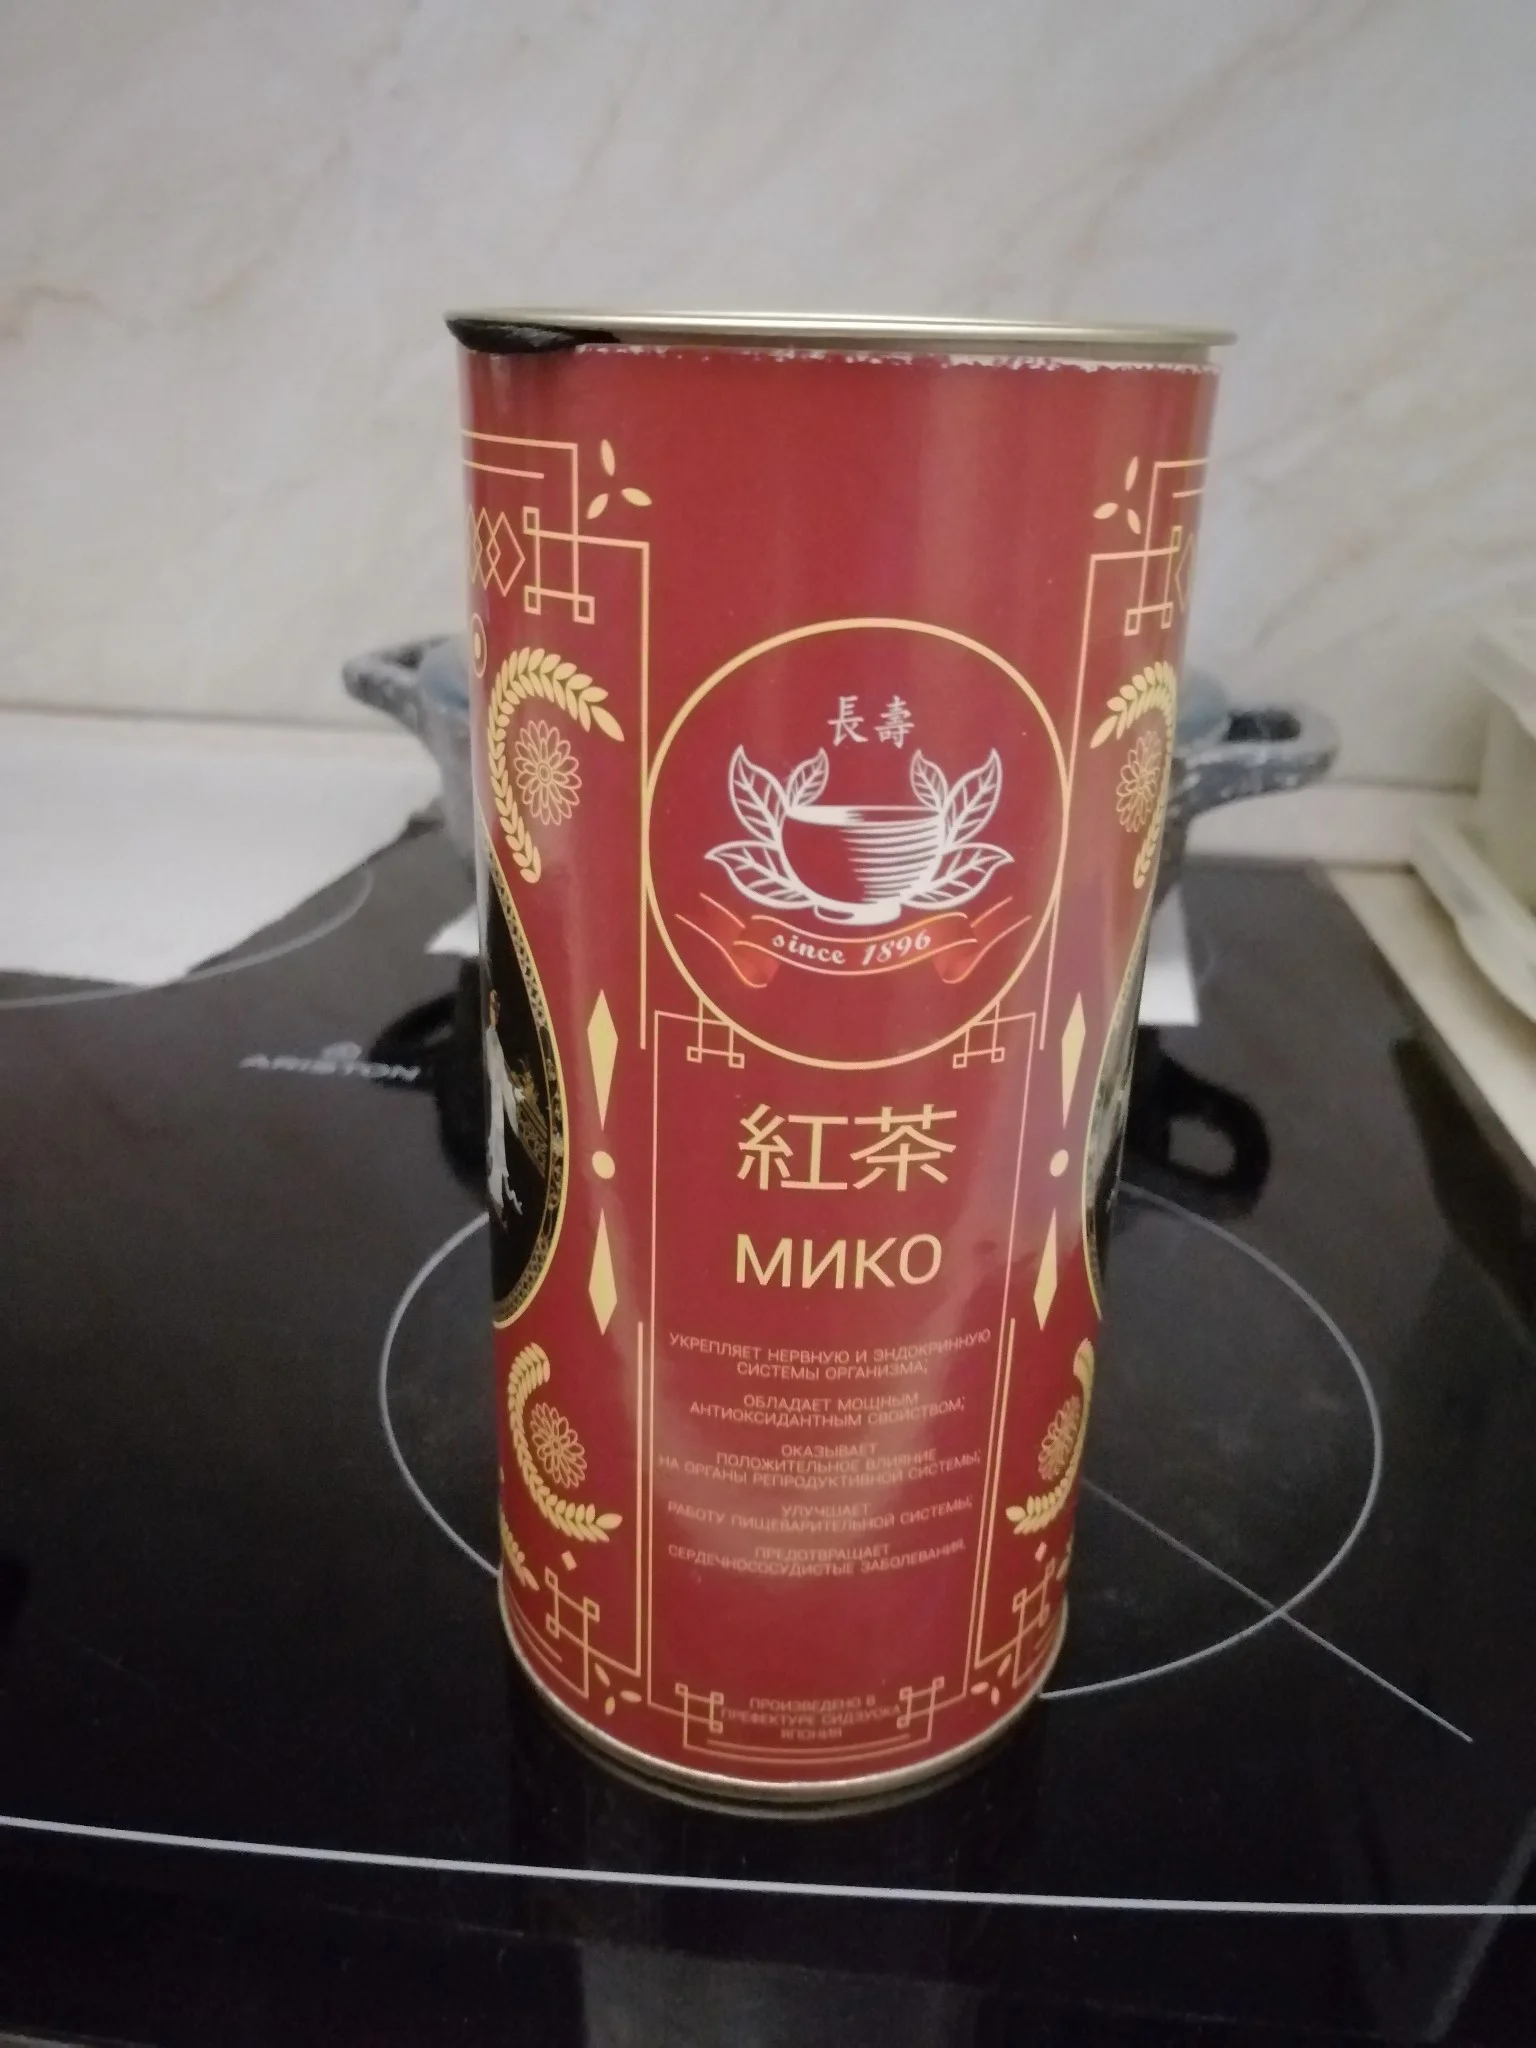 長壽
since 1896
紅茶
МИКО
УКРЕПЛЯЕТ НЕРВНУЮ И ЭНДОКРИННУЮ
СИСТЕМЫ ОРГАНИЗМА;
ОБЛАДАЕТ МОЩНЫМ
АНТИОКСИДАНТНЫМ СВОЙСТВОМ;
ОКАЗЫВАЕТ
ПОЛОЖИТЕЛЬНОЕ ВЛИЯНИЕ
НА ОРГАНЫ РЕПРОДУКТИВНОЙ СИСТЕМЫ;
УЛУЧШАЕТ
РАБОТУ ПИЩЕВАРИТЕЛЬНОЙ СИСТЕМЫ;
ПРЕДОТВРАЩАЕТ
СЕРДЕЧНОСОСУДИСТЫЕ ЗАБОЛЕВАНИЯ.
ПРОИЗВЕДЕНО В
ПРЕФЕКТУРЕ СИДЗУОКА
ЯПОНИЯ
ARISTON